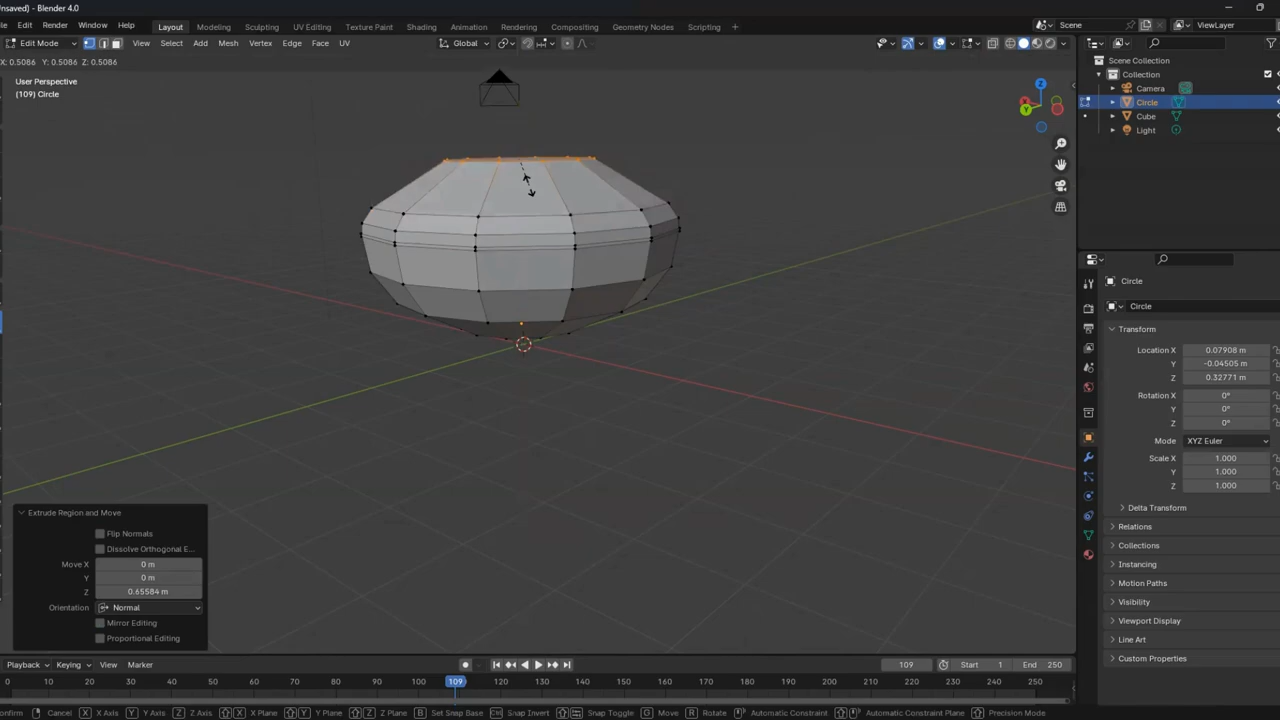 Unsaved) - Blender 4.0
Edit Render Window Help Layout Modeling Sculpting UV Editing Texture Paint Shading Animation Rendering Compositing Geometry Nodes Scripting + Scene ViewLayer
Edit Mode View Select Add Mesh Vertex Edge Face UV Global
X: 0.5086 Y: 0.5086 Z: 0.5086
User Perspective
(109) Circle
Z
Y
Scene Collection
Collection
Camera
Circle
Cube
Light
Circle
Circle
Transform
Location X 0.07908 m
Y -0.04505 m
Z 0.32771 m
Rotation X 0°
Y 0°
Z 0°
Mode XYZ Euler
Scale X 1.000
Y 1.000
Z 1.000
Delta Transform
Relations
Collections
Instancing
Motion Paths
Visibility
Viewport Display
Line Art
Custom Properties
Extrude Region and Move
Flip Normals
Dissolve Orthogonal E...
Move X 0 m
Y 0 m
Z 0.65584 m
Orientation Normal
Mirror Editing
Proportional Editing
Playback Keying View Marker 109 Start 1 End 250
0 10 20 30 40 50 60 70 80 90 100 109 120 130 140 150 160 170 180 190 200 210 220 230 240 250
onfirm Cancel X X Axis Y Y Axis Z Z Axis X X Plane Y Y Plane Z Z Plane B Set Snap Base Snap Invert Snap Toggle G Move R Rotate Automatic Constraint Automatic Constraint Plane Precision Mode